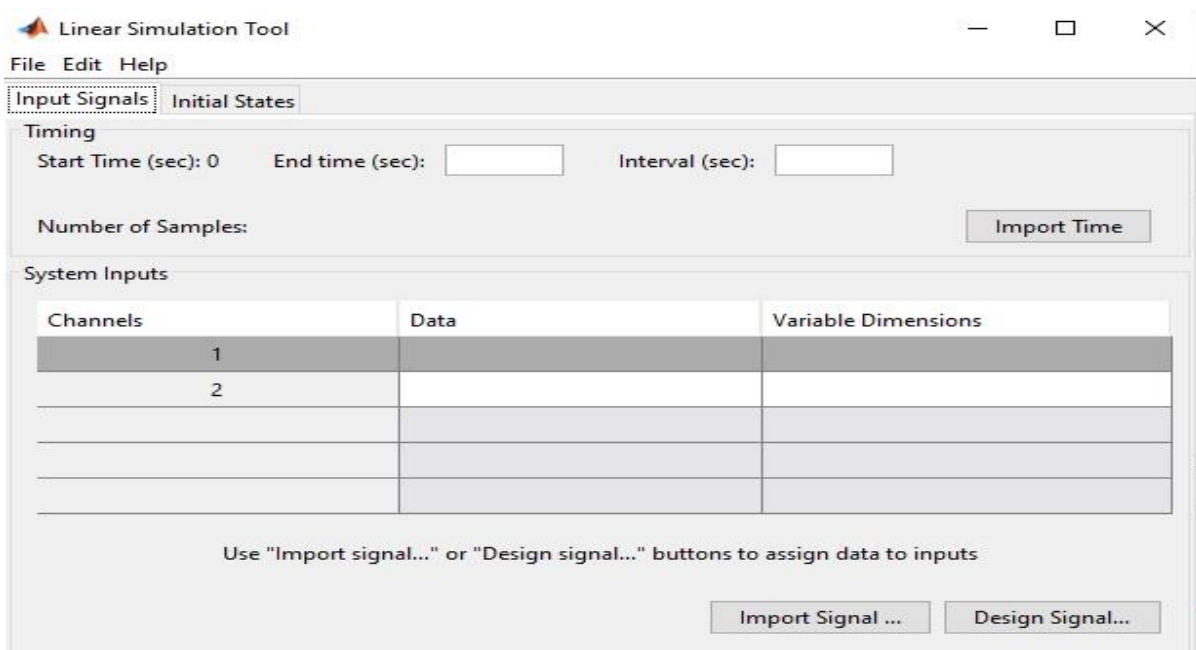 Linear Simulation Tool
File Edit Help
Input Signals Initial States
Timing
Start Time (sec): 0 End time (sec): Interval (sec):
Number of Samples: Import Time
System Inputs
Channels Data Variable Dimensions
1
2
Use "Import signal..." or "Design signal..." buttons to assign data to inputs
Import Signal ... Design Signal...